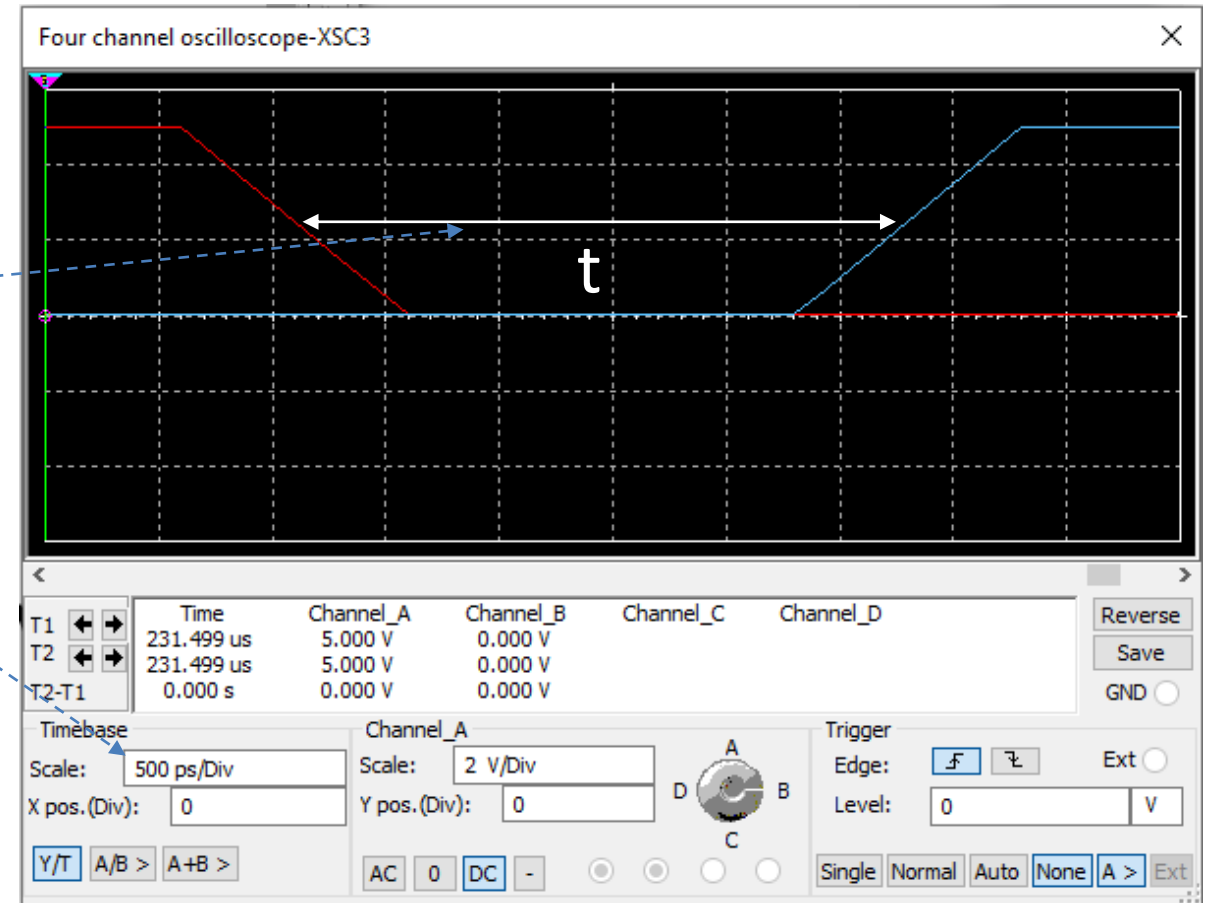 Four channel oscilloscope-XSC3
t
T1
T2
T2-T1
Time Channel_A Channel_B Channel_C Channel_D
231.499 us 5.000 V 0.000 V
231.499 us 5.000 V 0.000 V
0.000 s 0.000 V 0.000 V
Reverse
Save
GND
Timebase
Scale: 500 ps/Div
X pos.(Div): 0
Y/T A/B > A+B >
Channel_A
Scale: 2 V/Div
Y pos.(Div): 0
AC 0 DC -
A
D B
C
Trigger
Edge: Ext
Level: 0 V
Single Normal Auto None A > Ext